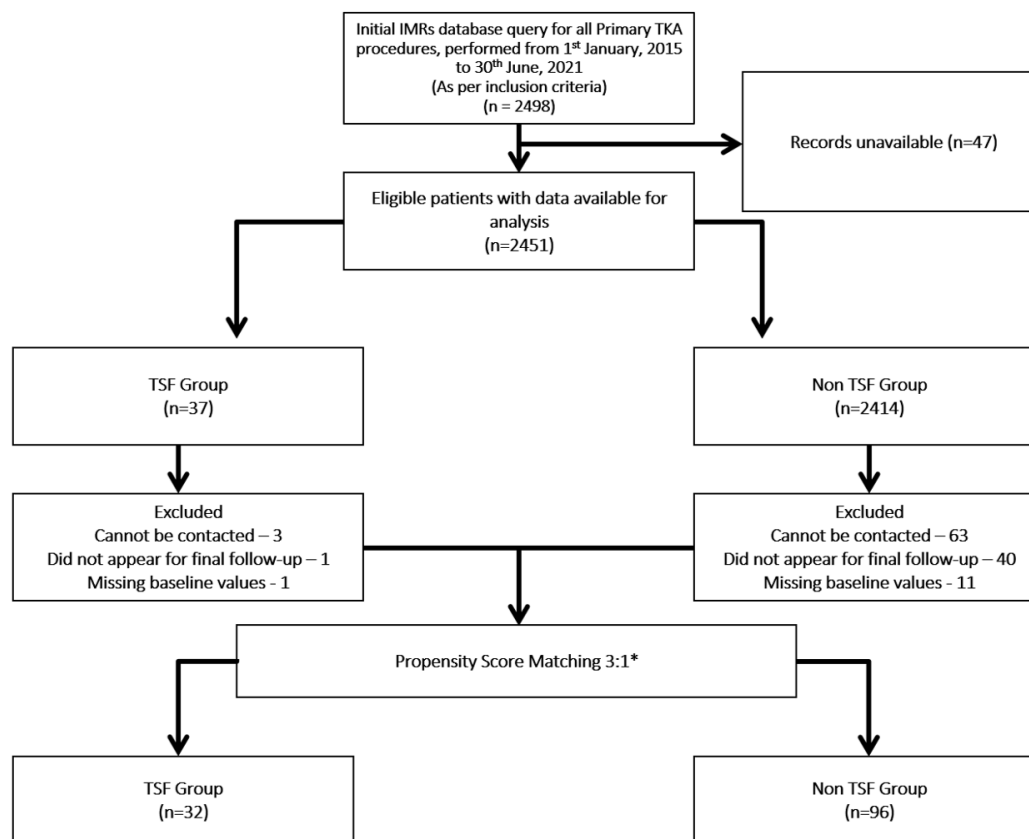 Initial IMRs database query for all Primary TKA
procedures, performed from 1st January, 2015
to 30th June, 2021
(As per inclusion criteria)
(n = 2498)
Records unavailable (n=47)
Eligible patients with data available for
analysis
(n=2451)
TSF Group
(n=37)
Non TSF Group
(n=2414)
Excluded
Cannot be contacted – 3
Did not appear for final follow-up – 1
Missing baseline values - 1
Excluded
Cannot be contacted – 63
Did not appear for final follow-up – 40
Missing baseline values - 11
Propensity Score Matching 3:1*
TSF Group
(n=32)
Non TSF Group
(n=96)